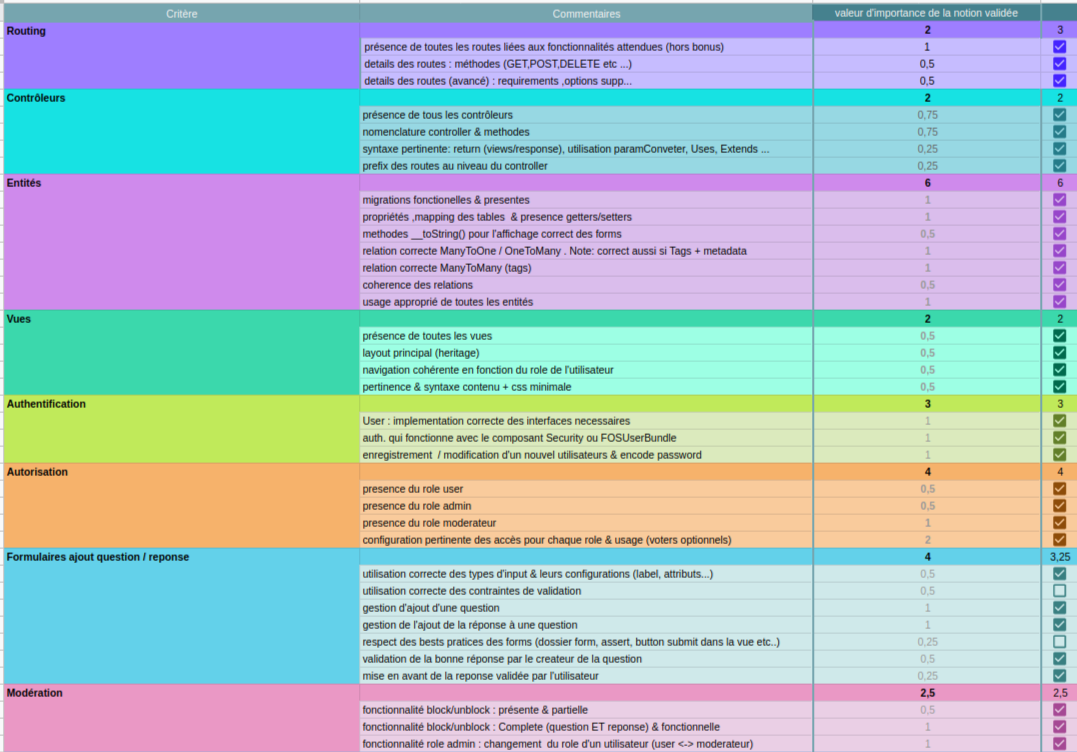 Critère Commentaires valeur d'importance de la notion validée
Routing 2 3
présence de toutes les routes liées aux fonctionnalités attendues (hors bonus) 1
details des routes : méthodes (GET,POST,DELETE etc ...) 0,5
details des routes (avancé) : requirements ,options supp... 0,5
Contrôleurs 2 2
présence de tous les contrôleurs 0,75
nomenclature controller & methodes 0,75
syntaxe pertinente: return (views/response), utilisation paramConveter, Uses, Extends ... 0,25
prefix des routes au niveau du controller 0,25
Entités 6 6
migrations fonctionelles & presentes 1
propriétés ,mapping des tables & presence getters/setters 1
methodes __toString() pour l'affichage correct des forms 0,5
relation correcte ManyToOne / OneToMany . Note: correct aussi si Tags + metadata 1
relation correcte ManyToMany (tags) 1
coherence des relations 0,5
usage approprié de toutes les entités 1
Vues 2 2
présence de toutes les vues 0,5
layout principal (heritage) 0,5
navigation cohérente en fonction du role de l'utilisateur 0,5
pertinence & syntaxe contenu + css minimale 0,5
Authentification 3 3
User : implementation correcte des interfaces necessaires 1
auth. qui fonctionne avec le composant Security ou FOSUserBundle 1
enregistrement / modification d'un nouvel utilisateurs & encode password 1
Autorisation 4 4
presence du role user 0,5
presence du role admin 0,5
presence du role moderateur 1
configuration pertinente des accès pour chaque role & usage (voters optionnels) 2
Formulaires ajout question / reponse 4 3,25
utilisation correcte des types d'input & leurs configurations (label, attributs...) 0,5
utilisation correcte des contraintes de validation 0,5
gestion d'ajout d'une question 1
gestion de l'ajout de la réponse à une question 1
respect des bests pratices des forms (dossier form, assert, button submit dans la vue etc..) 0,25
validation de la bonne réponse par le createur de la question 0,5
mise en avant de la reponse validée par l'utilisateur 0,25
Modération 2,5 2,5
fonctionnalité block/unblock : présente & partielle 0,5
fonctionnalité block/unblock : Complete (question ET reponse) & fonctionnelle 1
fonctionnalité role admin : changement du role d'un utilisateur (user <-> moderateur) 1